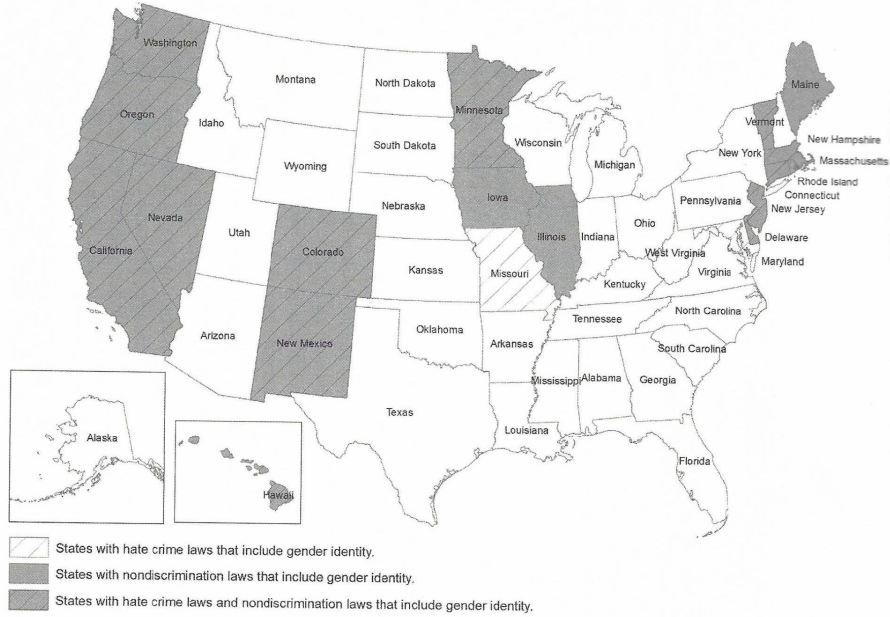 Washington
Montana
North Dakota
Minnesota
Maine
Oregon
Idaho
South Dakota
Wisconsin
Michigan
Vermont
New York
New Hampshire
Massachusetts
Rhode Island
Connecticut
New Jersey
Wyoming
Nebraska
Iowa
Pennsylvania
Nevada
Utah
Colorado
Kansas
Missouri
Illinois
Indiana
Ohio
West Virginia
Virginia
Delaware
Maryland
California
Kentucky
Arizona
New Mexico
Oklahoma
Arkansas
Tennessee
North Carolina
South Carolina
Mississippi
Alabama
Georgia
Texas
Louisiana
Florida
Alaska
Hawaii
States with hate crime laws that include gender identity.
States with nondiscrimination laws that include gender identity.
States with hate crime laws and nondiscrimination laws that include gender identity.